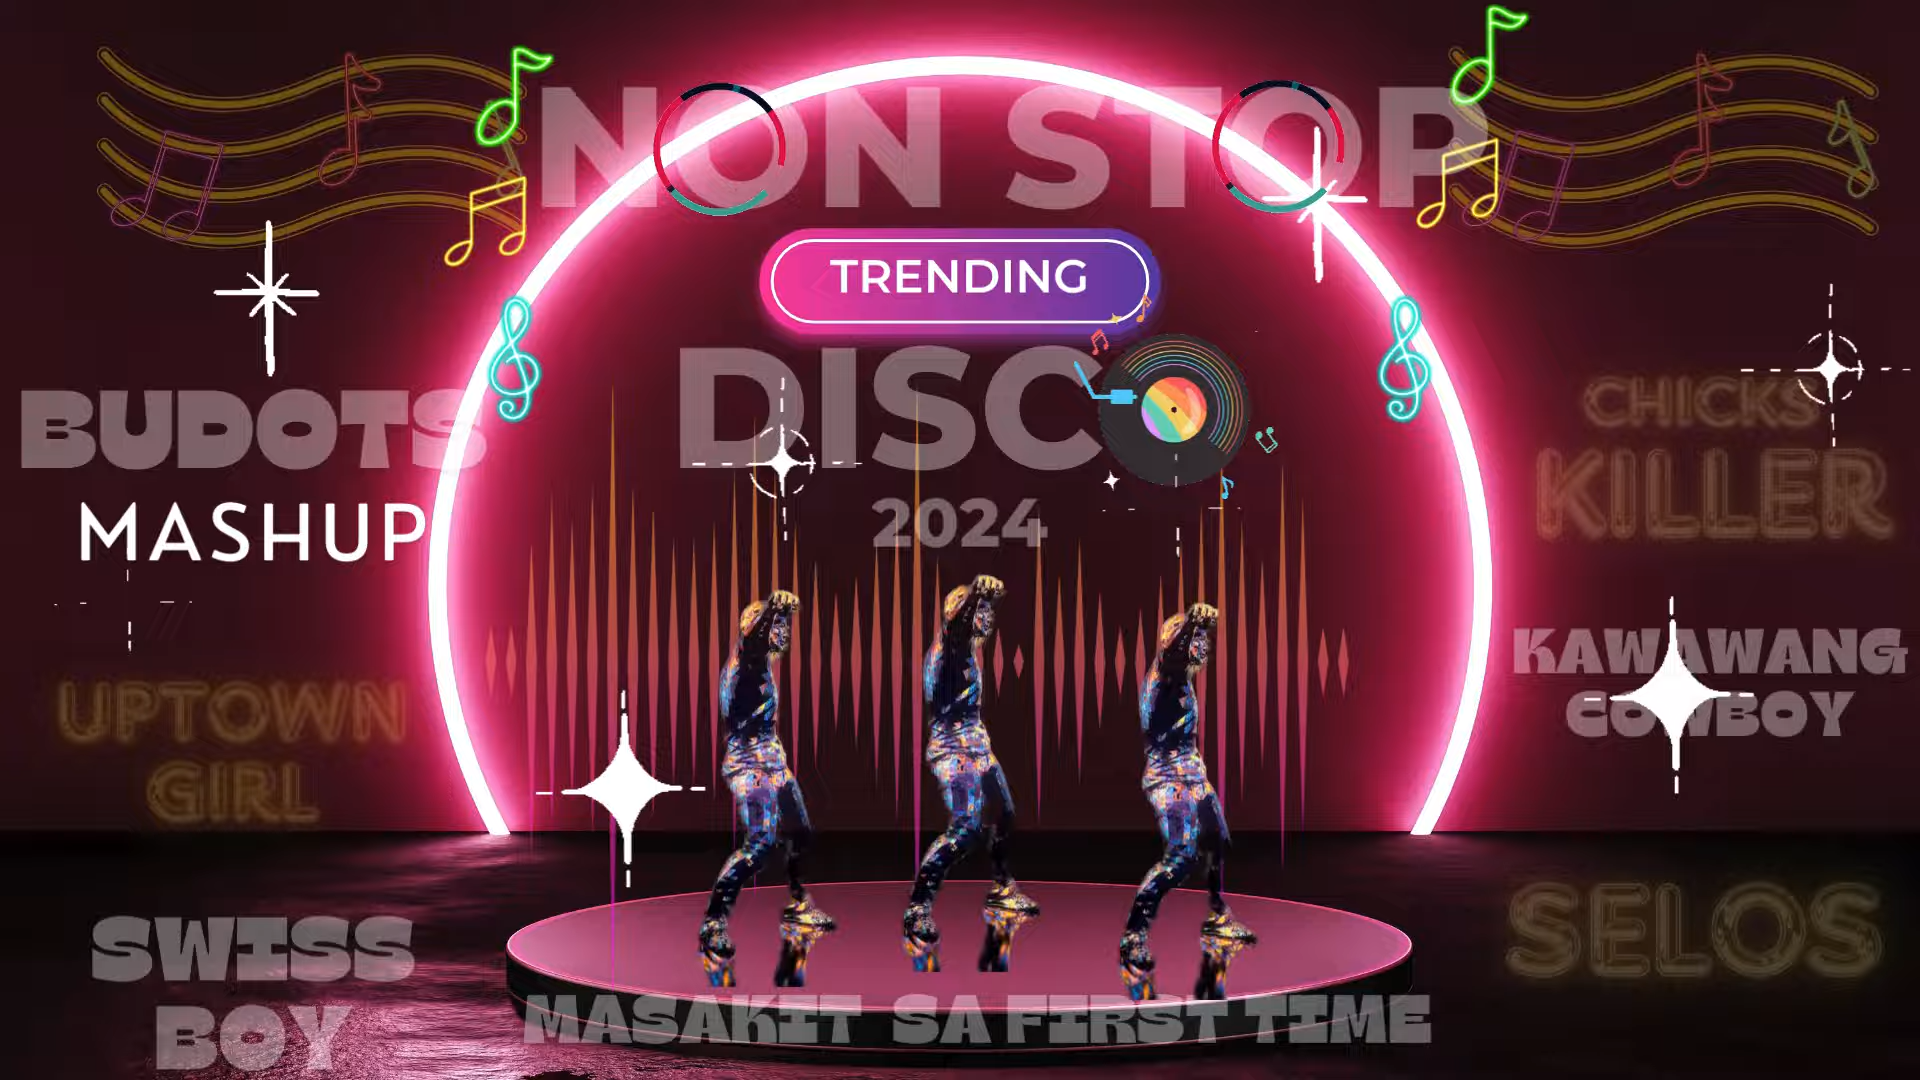 NON STOP
TRENDING
DISC
2024
BUDOTS
MASHUP
UPTOWN
GIRL
SWISS
BOY
CHICKS
KILLER
KAWAWANG
COWBOY
SELOS
MASAKIT SA FIRST TIME